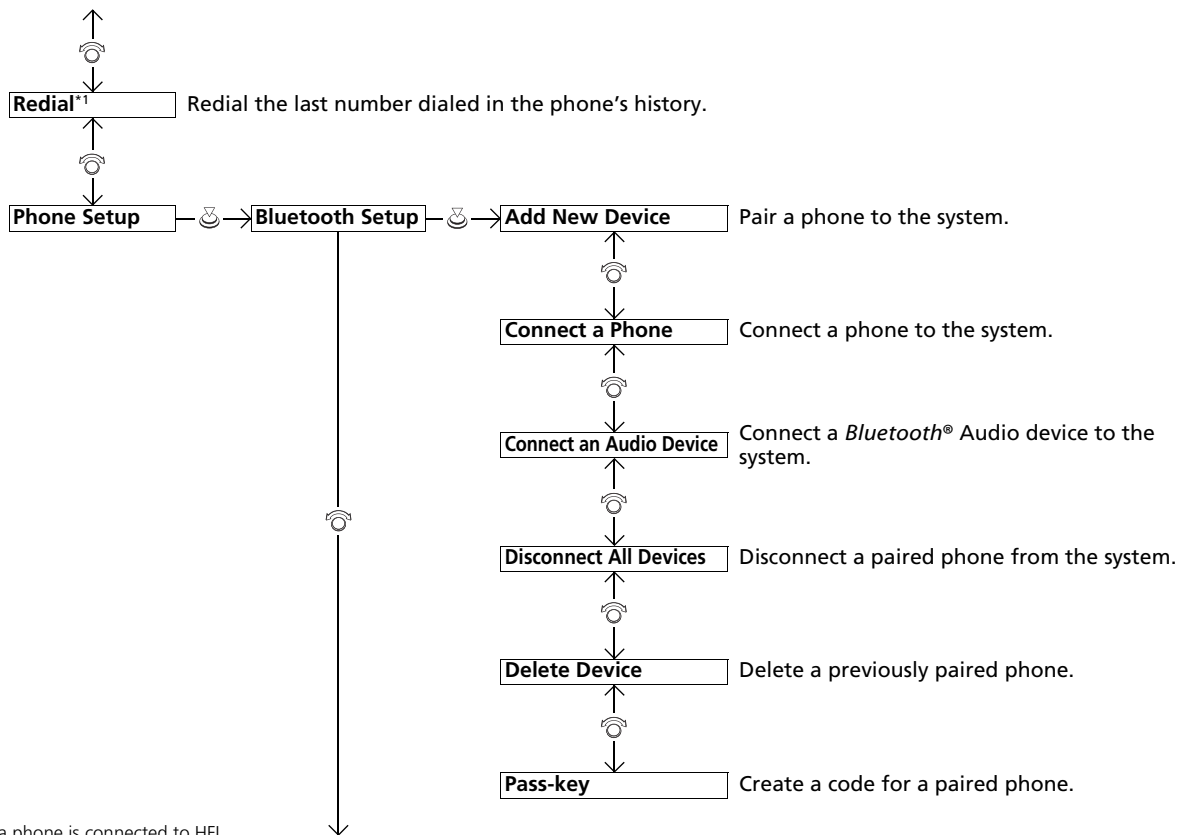 Redial*1 Redial the last number dialed in the phone's history.
Phone Setup Bluetooth Setup Add New Device Pair a phone to the system.
Connect a Phone Connect a phone to the system.
Connect an Audio Device Connect a Bluetooth® Audio device to the
system.
Disconnect All Devices Disconnect a paired phone from the system.
Delete Device Delete a previously paired phone.
Pass-key Create a code for a paired phone.
a phone is connected to HFL